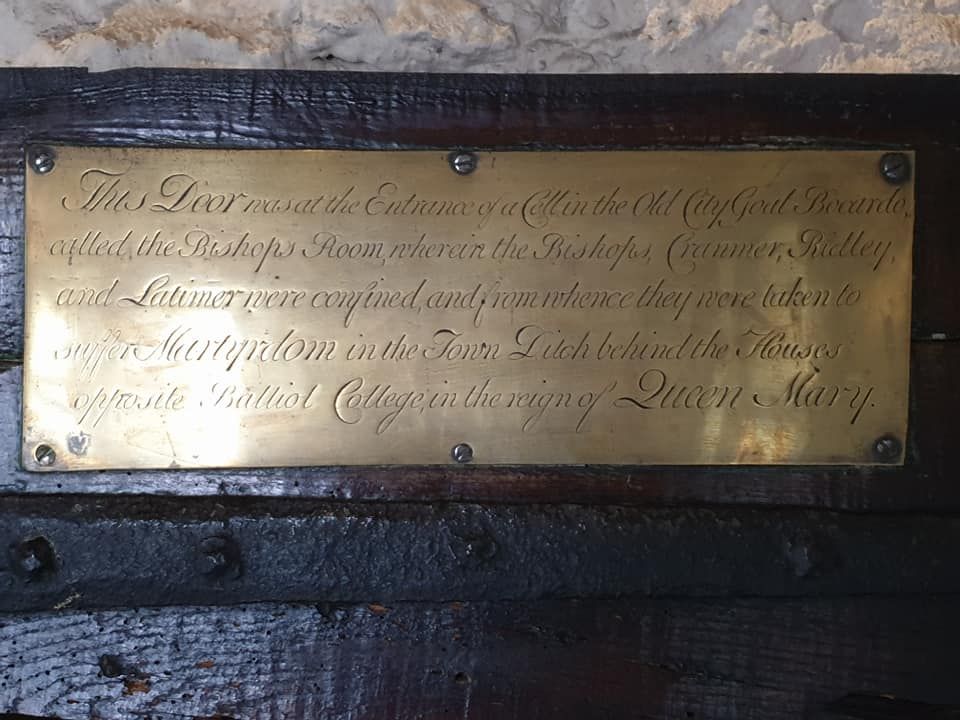 This Door was at the Entrance of a Cell in the Old City Goal Bocardo,
called, the Bishops Room, wherein the Bishops, Cranmer, Ridley,
and Latimer were confined, and from whence they were taken to
suffer Martyrdom in the Town Ditch behind the Houses
opposite Balliol College, in the reign of Queen Mary.